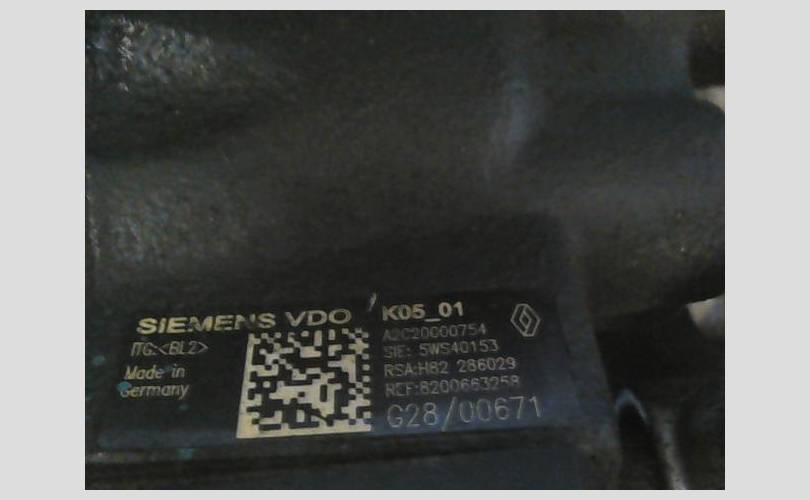 SIEMENS VDO
ITG:<BL2>
Made in
Germany
K05_01
A2C20000754
SIE: 5WS40153
RSA:H82 286029
REF:8200663258
G28/00671